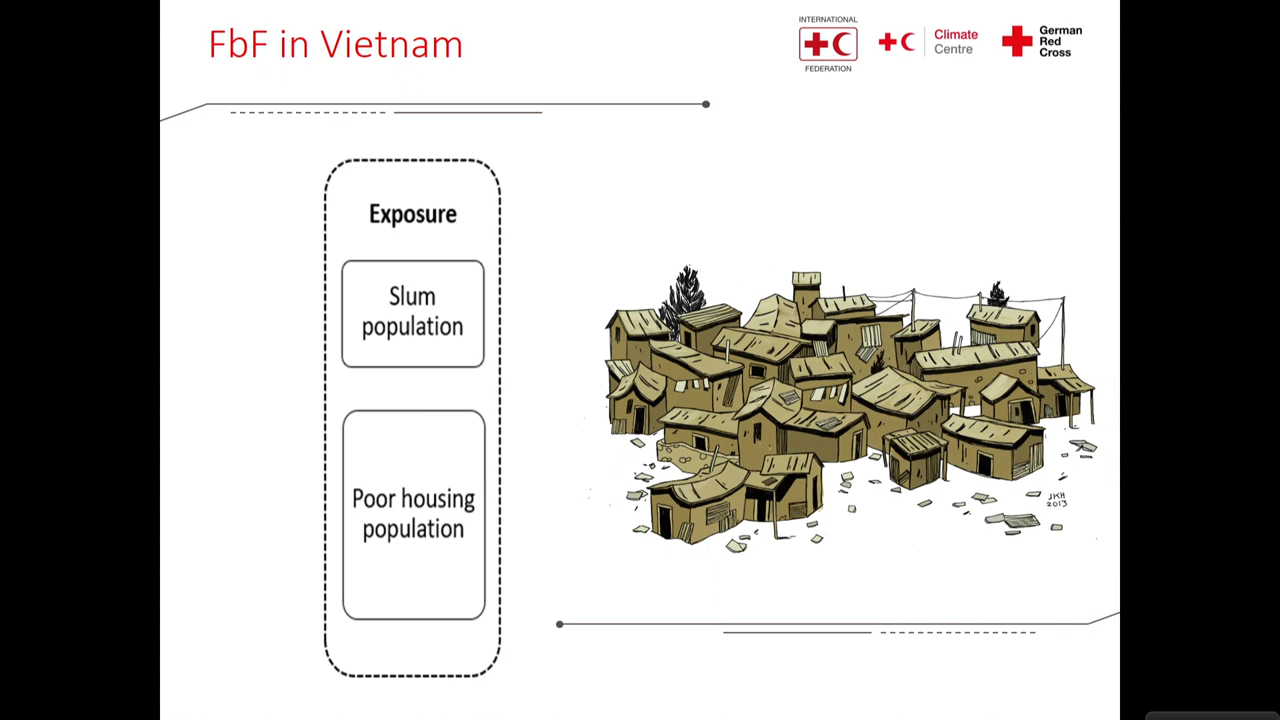 FbF in Vietnam
INTERNATIONAL
FEDERATION
Climate
Centre
German
Red
Cross
Exposure
Slum
population
Poor housing
population
JKH
2013